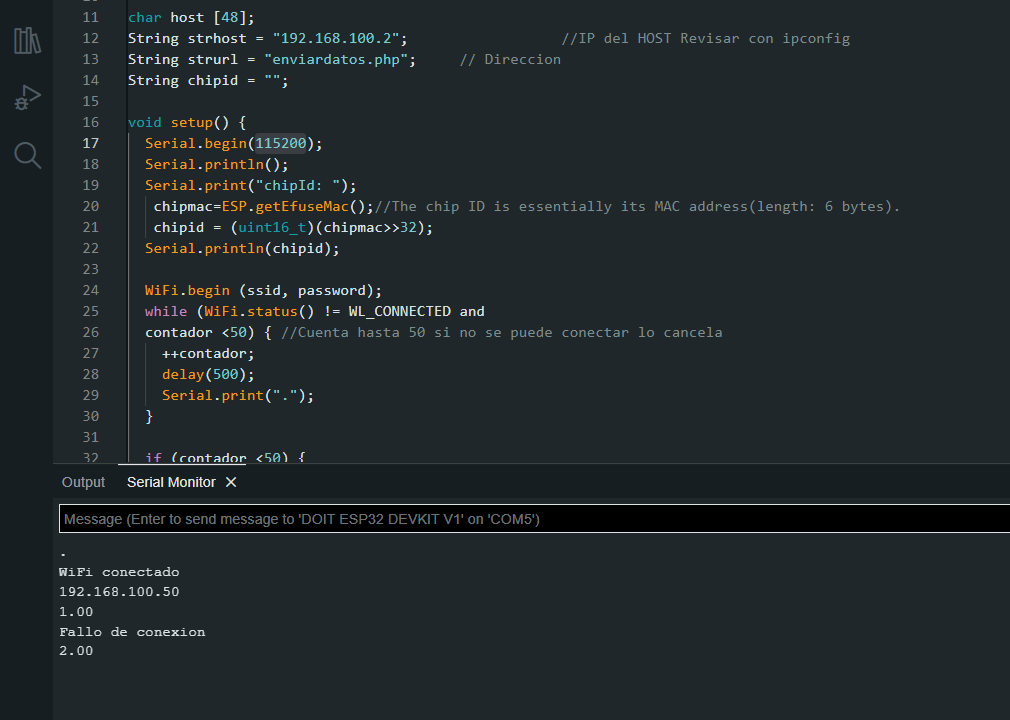 11 char host [48];
12 String strhost = "192.168.100.2"; //IP del HOST Revisar con ipconfig
13 String strurl = "enviardatos.php"; // Direccion
14 String chipid = "";
15
16 void setup() {
17 Serial.begin(115200);
18 Serial.println();
19 Serial.print("chipId: ");
20 chipmac=ESP.getEfuseMac();//The chip ID is essentially its MAC address(length: 6 bytes).
21 chipid = (uint16_t)(chipmac>>32);
22 Serial.println(chipid);
23
24 WiFi.begin (ssid, password);
25 while (WiFi.status() != WL_CONNECTED and
26 contador <50) { //Cuenta hasta 50 si no se puede conectar lo cancela
27 ++contador;
28 delay(500);
29 Serial.print(".");
30 }
31
32 if (contador <50) {
Output Serial Monitor
Message (Enter to send message to 'DOIT ESP32 DEVKIT V1' on 'COM5')
.
WiFi conectado
192.168.100.50
1.00
Fallo de conexion
2.00